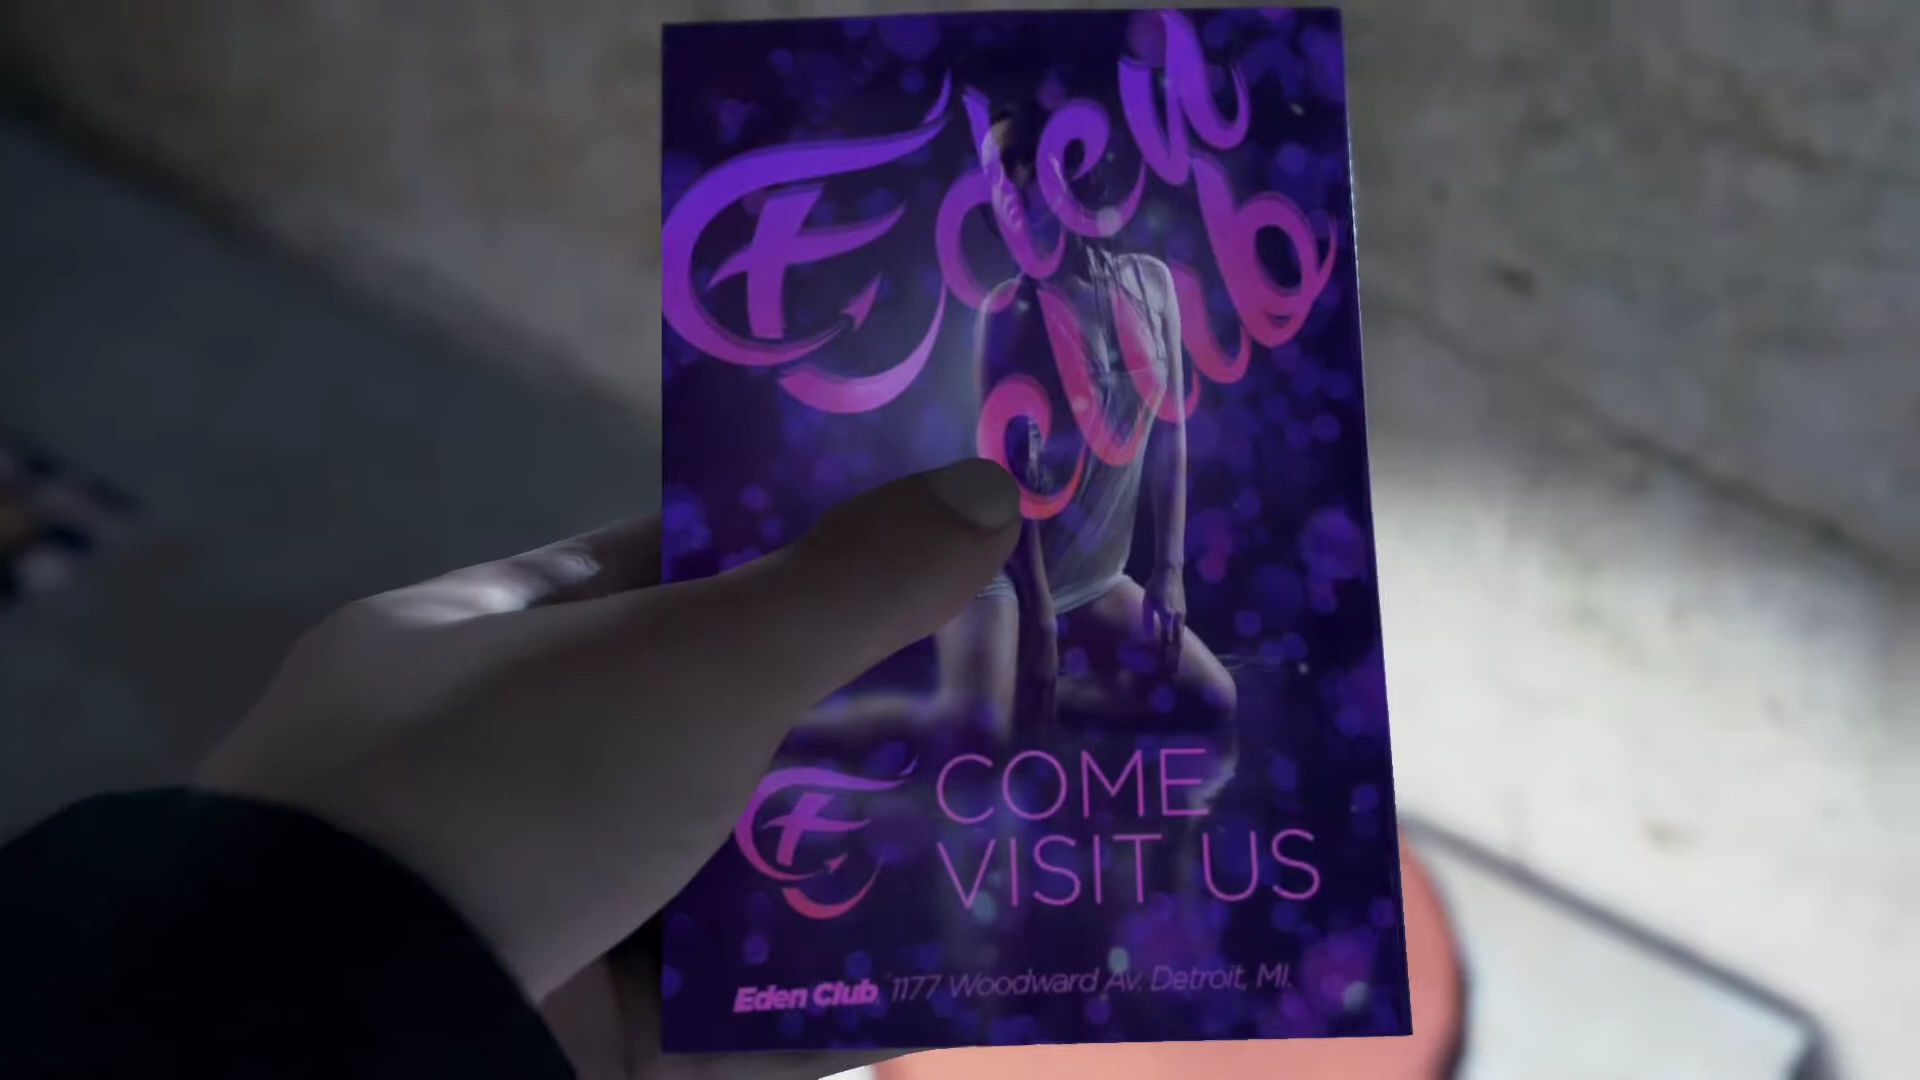 Eden
club
COME
VISIT US
Eden Club 1177 Woodward Av. Detroit, MI.